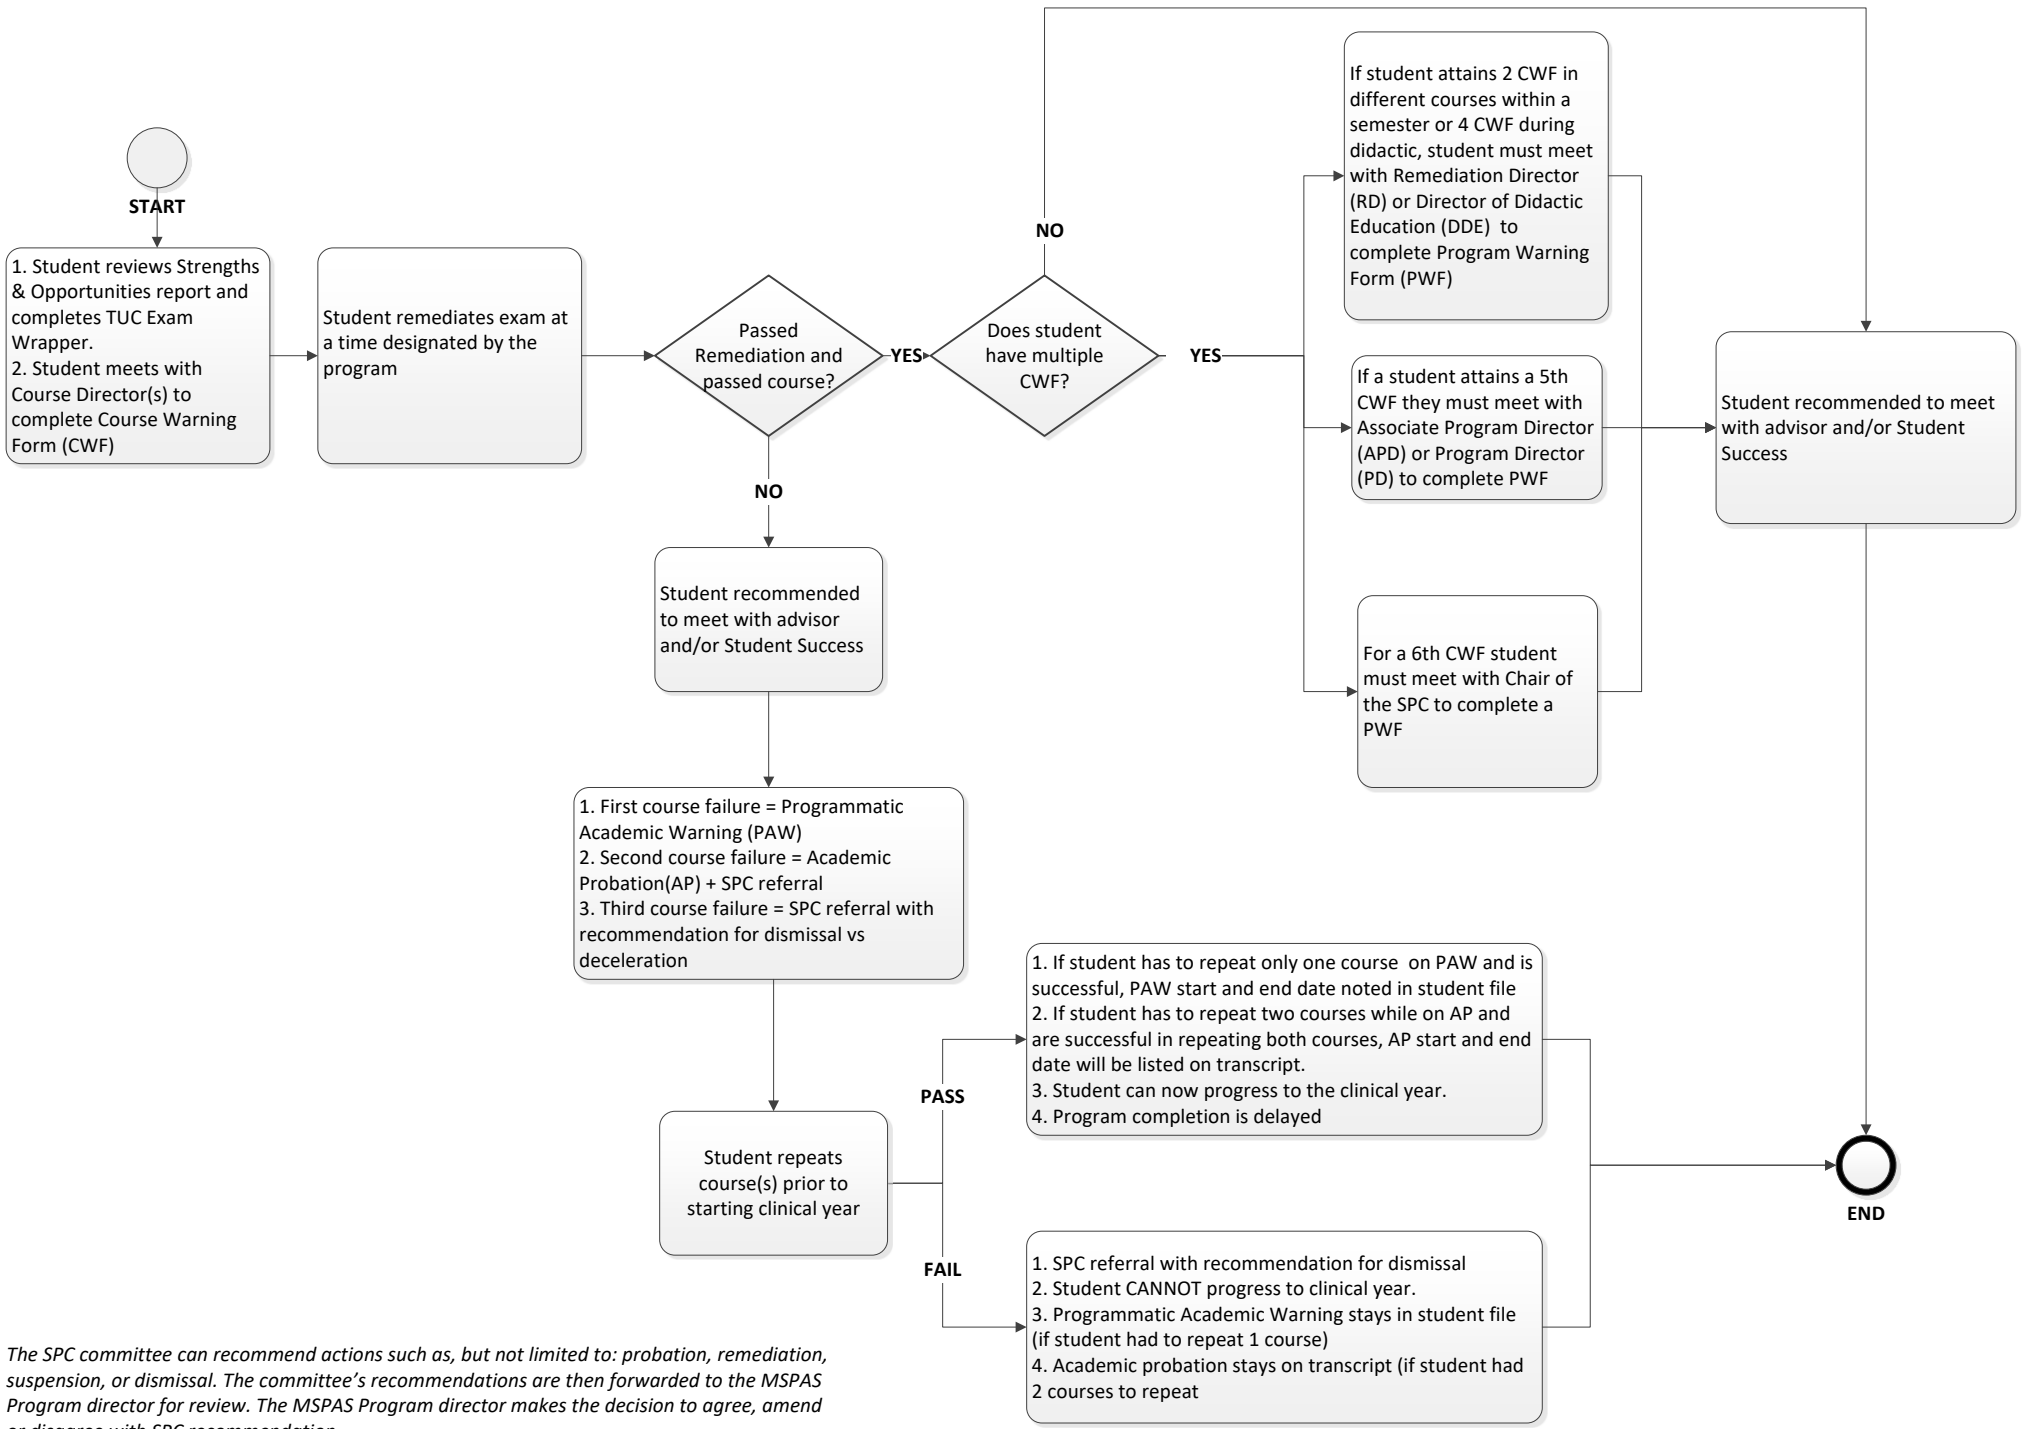 START
1. Student reviews Strengths
& Opportunities report and
completes TUC Exam
Wrapper.
2. Student meets with
Course Director(s) to
complete Course Warning
Form (CWF)
Student remediates exam at
a time designated by the
program
Passed
Remediation and
passed course?
YES
Does student
have multiple
CWF?
NO
YES
If student attains 2 CWF in
different courses within a
semester or 4 CWF during
didactic, student must meet
with Remediation Director
(RD) or Director of Didactic
Education (DDE)  to
complete Program Warning
Form (PWF)
If a student attains a 5th
CWF they must meet with
Associate Program Director
(APD) or Program Director
(PD) to complete PWF
For a 6th CWF student
must meet with Chair of
the SPC to complete a
PWF
Student recommended to meet
with advisor and/or Student
Success
NO
Student recommended
to meet with advisor
and/or Student Success
1. First course failure = Programmatic
Academic Warning (PAW)
2. Second course failure = Academic
Probation(AP) + SPC referral
3. Third course failure = SPC referral with
recommendation for dismissal vs
deceleration
Student repeats
course(s) prior to
starting clinical year
PASS
1. If student has to repeat only one course  on PAW and is
successful, PAW start and end date noted in student file
2. If student has to repeat two courses while on AP and
are successful in repeating both courses, AP start and end
date will be listed on transcript.
3. Student can now progress to the clinical year.
4. Program completion is delayed
FAIL
1. SPC referral with recommendation for dismissal
2. Student CANNOT progress to clinical year.
3. Programmatic Academic Warning stays in student file
(if student had to repeat 1 course)
4. Academic probation stays on transcript (if student had
2 courses to repeat
END
The SPC committee can recommend actions such as, but not limited to: probation, remediation,
suspension, or dismissal. The committee’s recommendations are then forwarded to the MSPAS
Program director for review. The MSPAS Program director makes the decision to agree, amend
or disagree with SPC recommendation